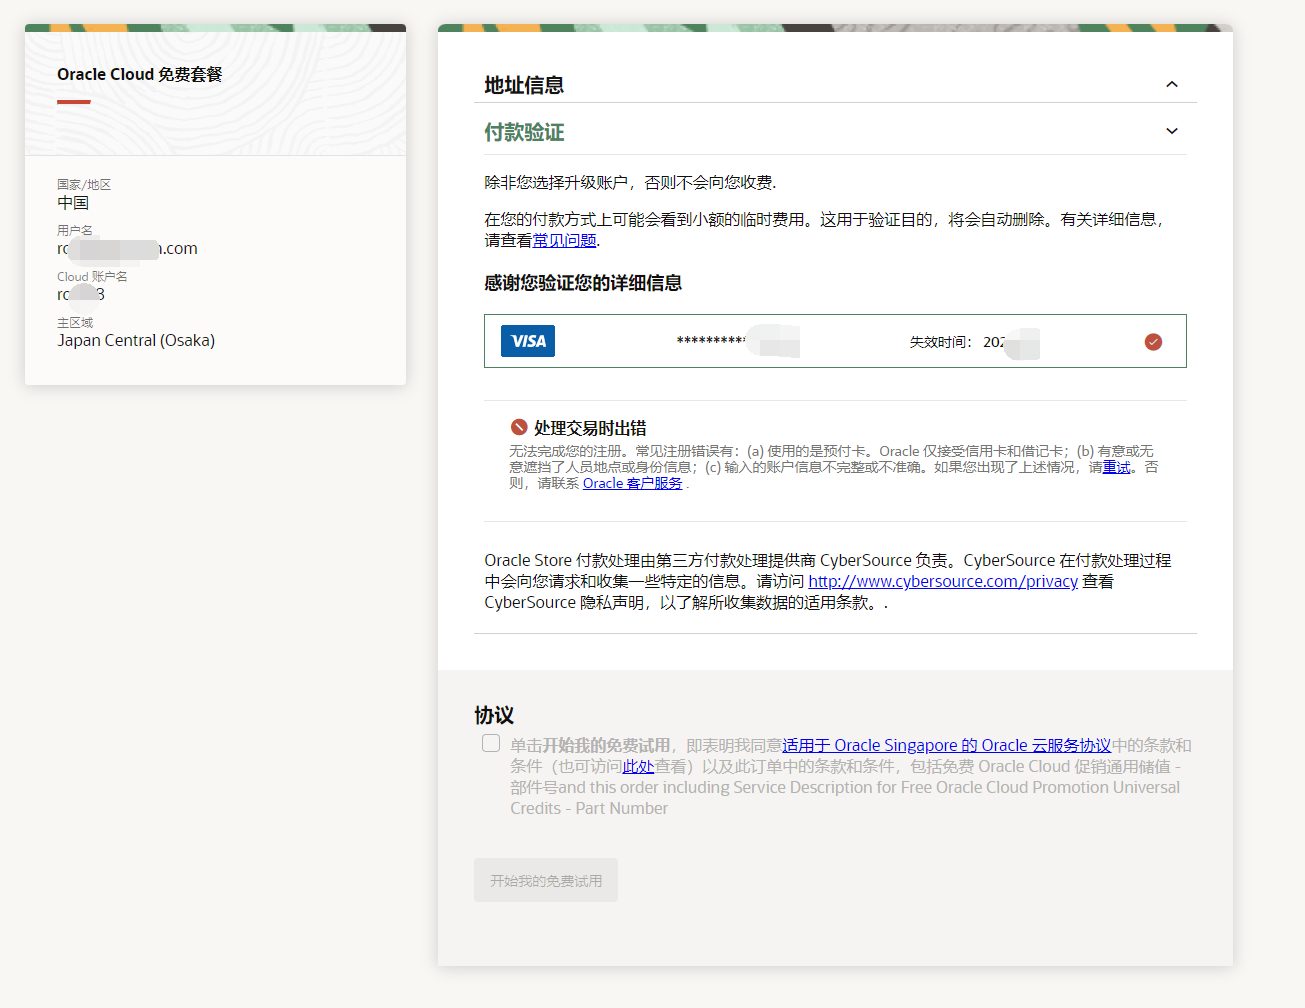 Oracle Cloud 免费套餐
国家/地区
中国
用户名
.com
Cloud 账户名
主区域
Japan Central (Osaka)
地址信息
付款验证
除非您选择升级账户，否则不会向您收费.
在您的付款方式上可能会看到小额的临时费用。这用于验证目的，将会自动删除。有关详细信息，
请查看常见问题.
感谢您验证您的详细信息
VISA **********  失效时间： 202
处理交易时出错
无法完成您的注册。常见注册错误有：(a) 使用的是预付卡。Oracle 仅接受信用卡和借记卡；(b) 有意或无
意遮挡了人员地点或身份信息；(c) 输入的账户信息不完整或不准确。如果您出现了上述情况，请重试。否
则，请联系 Oracle 客户服务 .
Oracle Store 付款处理由第三方付款处理提供商 CyberSource 负责。CyberSource 在付款处理过程
中会向您请求和收集一些特定的信息。请访问 http://www.cybersource.com/privacy 查看
CyberSource 隐私声明，以了解所收集数据的适用条款。.
协议
单击开始我的免费试用，即表明我同意适用于 Oracle Singapore 的 Oracle 云服务协议中的条款和
条件（也可访问此处查看）以及此订单中的条款和条件，包括免费 Oracle Cloud 促销通用储值 -
部件号and this order including Service Description for Free Oracle Cloud Promotion Universal
Credits - Part Number
开始我的免费试用